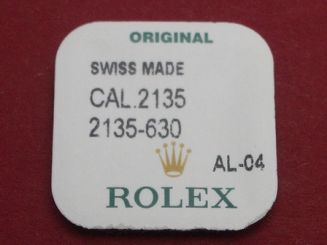 ORIGINAL
SWISS MADE
CAL.2135
2135-630
AL-04
ROLEX